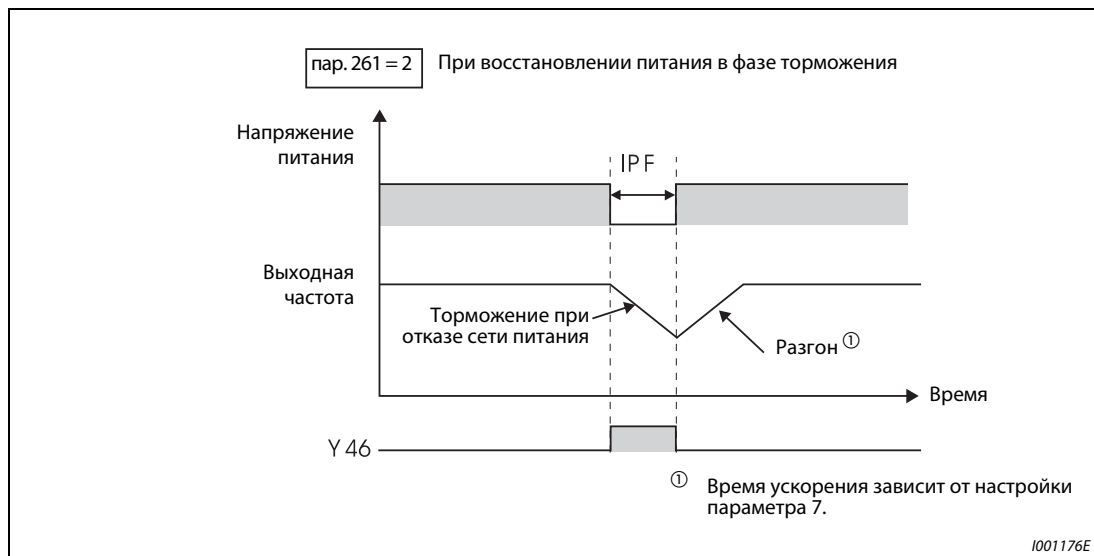 пар. 261 = 2 При восстановлении питания в фазе торможения
Напряжение
питания
IPF
Выходная
частота
Торможение при
отказе сети питания
Разгон ①
Время
Y 46
① Время ускорения зависит от настройки
параметра 7.
I001176E